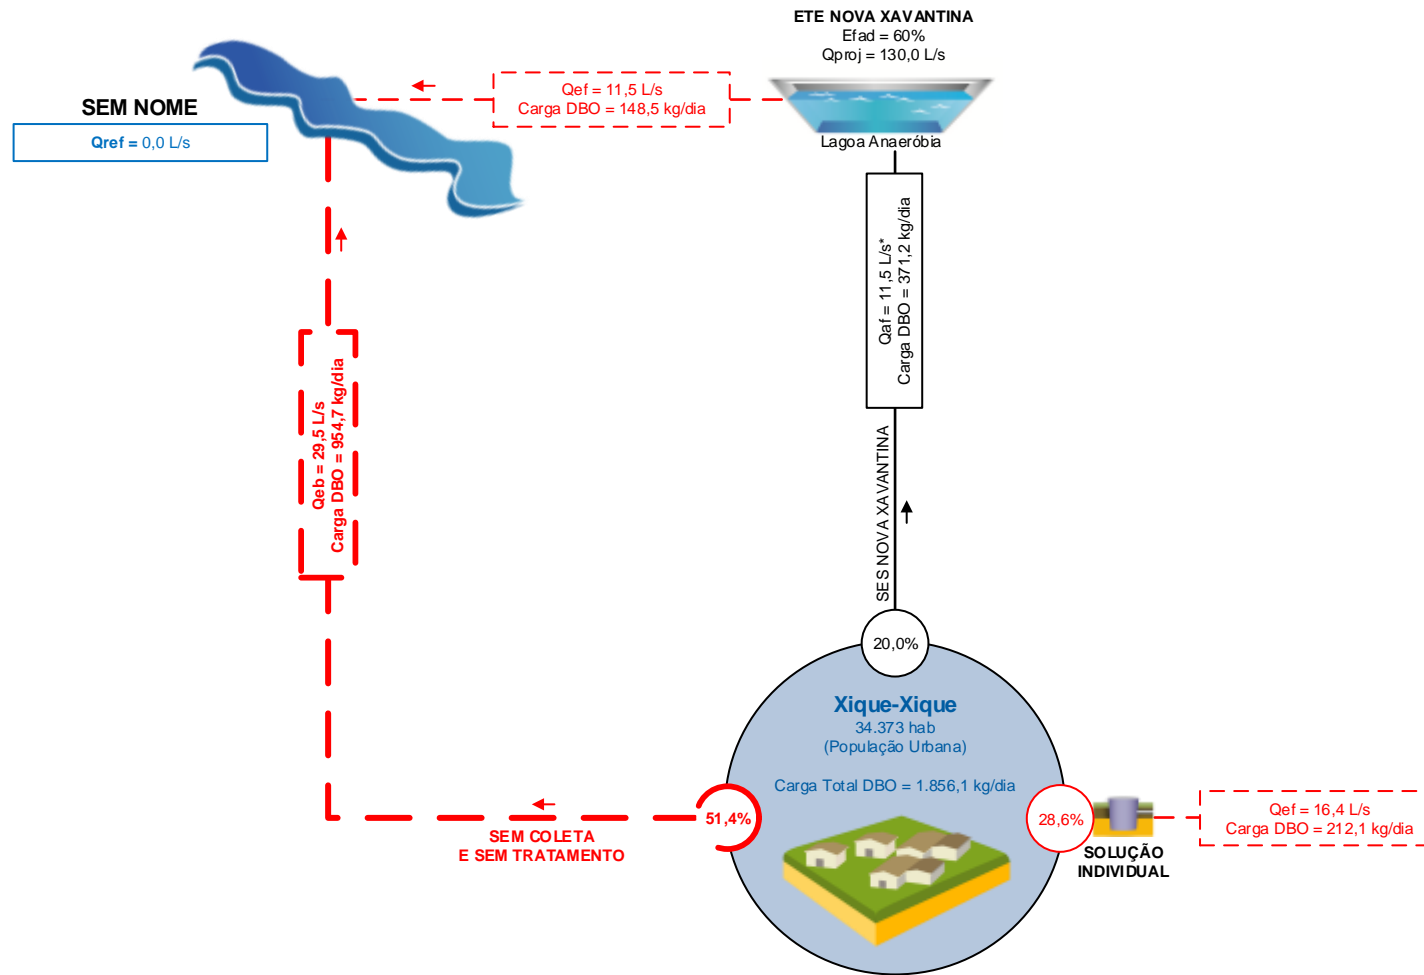 ETE NOVA XAVANTINA
Efad = 60%
Qproj = 130,0 L/s
Lagoa Anaeróbia
Qef = 11,5 L/s
Carga DBO = 148,5 kg/dia
SEM NOME
Qref = 0,0 L/s
Qaf = 11,5 L/s*
Carga DBO = 371,2 kg/dia
SES NOVA XAVANTINA
Qeb = 29,5 L/s
Carga DBO = 954,7 kg/dia
20,0%
Xique-Xique
34.373 hab
(População Urbana)
Carga Total DBO = 1.856,1 kg/dia
51,4%
SEM COLETA
E SEM TRATAMENTO
28,6%
SOLUÇÃO
INDIVIDUAL
Qef = 16,4 L/s
Carga DBO = 212,1 kg/dia